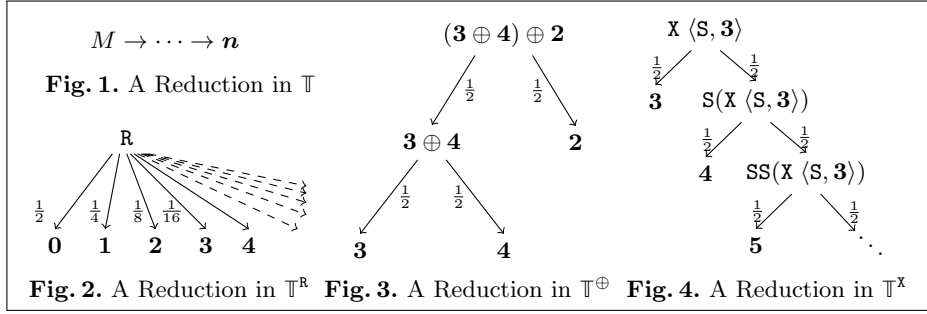 M → ⋯ → n
Fig. 1. A Reduction in 𝕋
R
1/2 1/4 1/8 1/16
0 1 2 3 4
Fig. 2. A Reduction in 𝕋^R
(3 ⊕ 4) ⊕ 2
1/2 1/2
3 ⊕ 4 2
1/2 1/2
3 4
Fig. 3. A Reduction in 𝕋^⊕
X ⟨S, 3⟩
1/2 1/2
3 S(X ⟨S, 3⟩)
1/2 1/2
4 SS(X ⟨S, 3⟩)
1/2 1/2
5 ⋱
Fig. 4. A Reduction in 𝕋^X